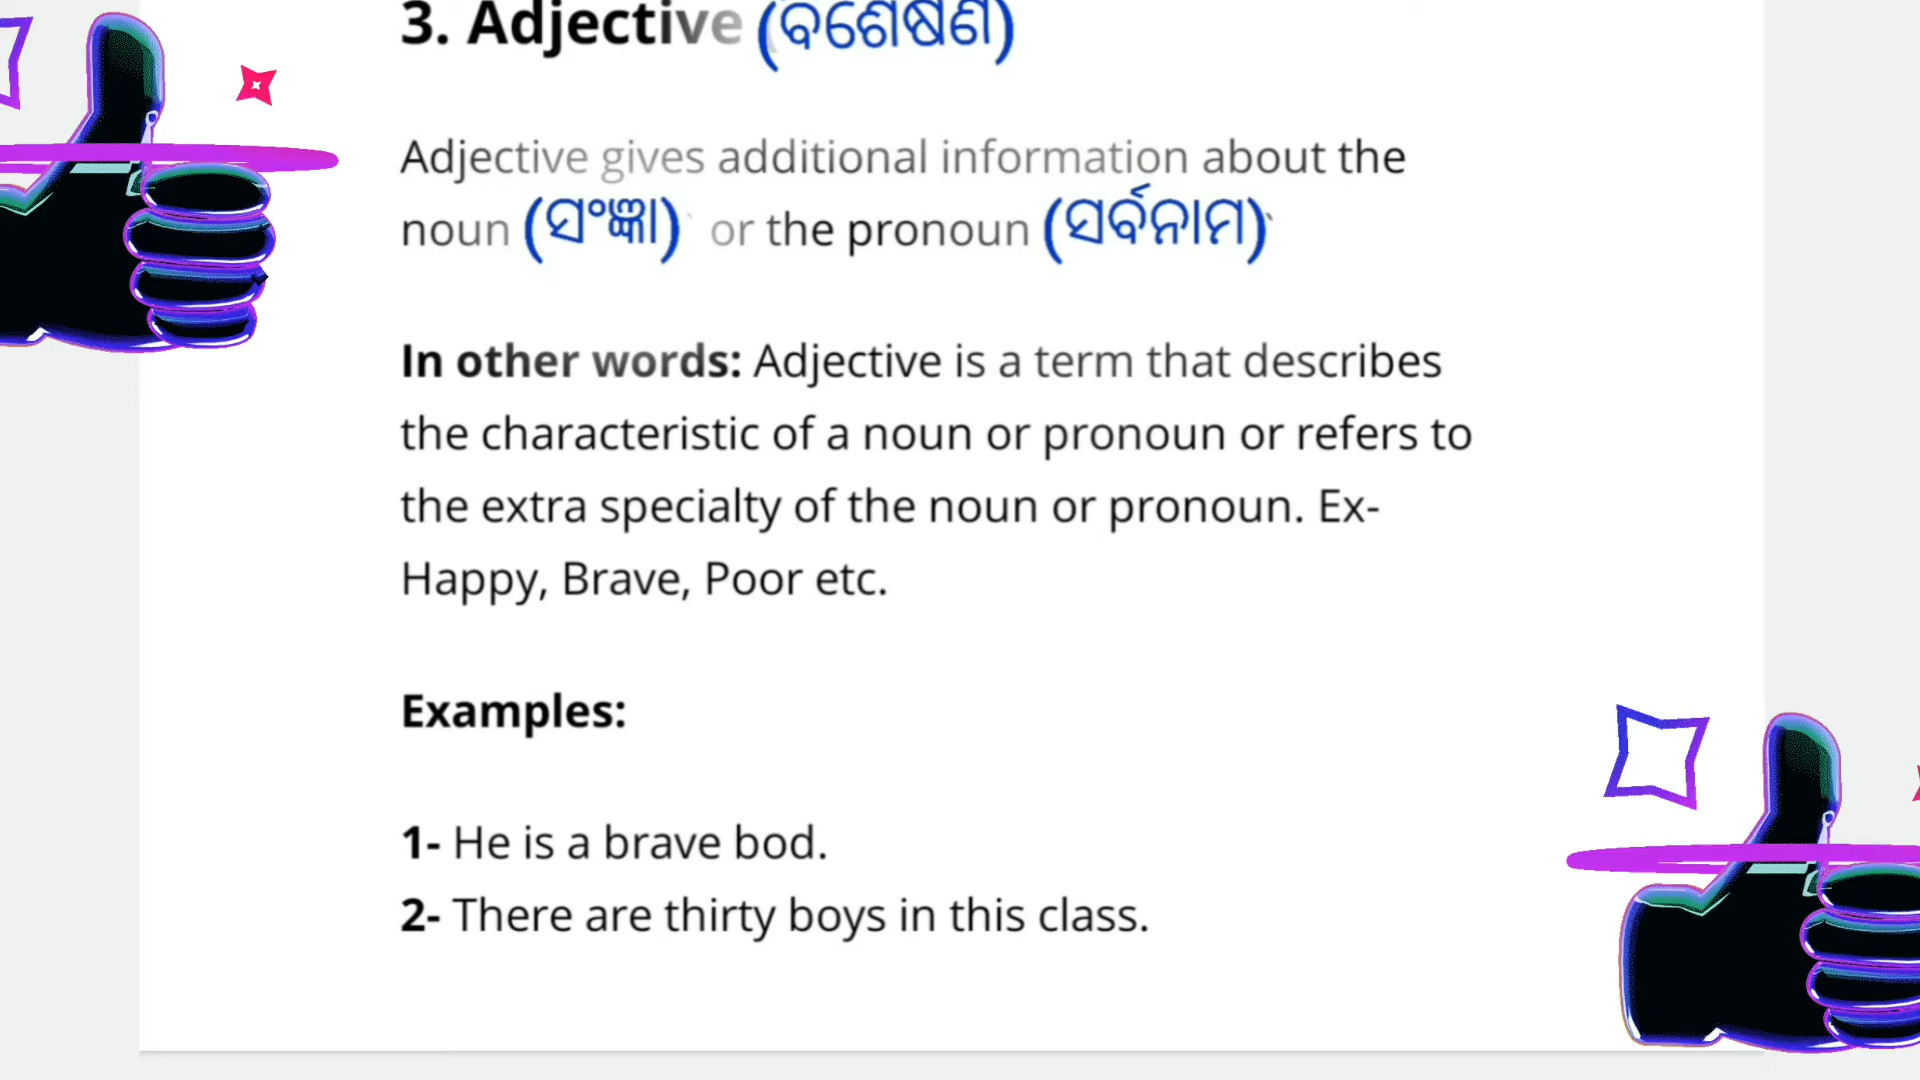 3. Adjective (ବିଶେଷଣ)
Adjective gives additional information about the
noun (ସଂଜ୍ଞା) or the pronoun (ସର୍ବନାମ)
In other words: Adjective is a term that describes
the characteristic of a noun or pronoun or refers to
the extra specialty of the noun or pronoun. Ex-
Happy, Brave, Poor etc.
Examples:
1- He is a brave bod.
2- There are thirty boys in this class.